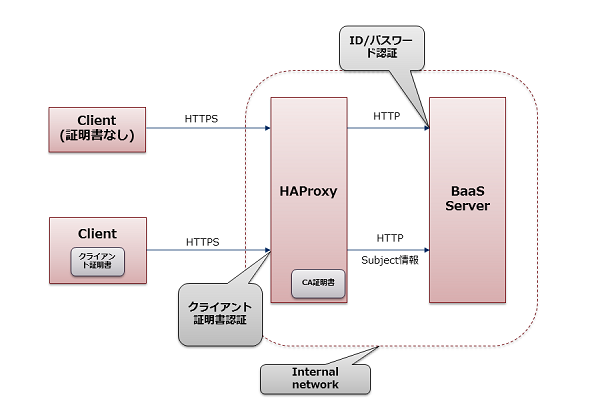 ID/パスワー
ド認証
Client
(証明書なし)
HTTPS
HTTP
HAProxy
BaaS
Server
Client
クライアン
ト証明書
HTTPS
HTTP
Subject情報
CA証明書
クライアント
証明書認証
Internal
network